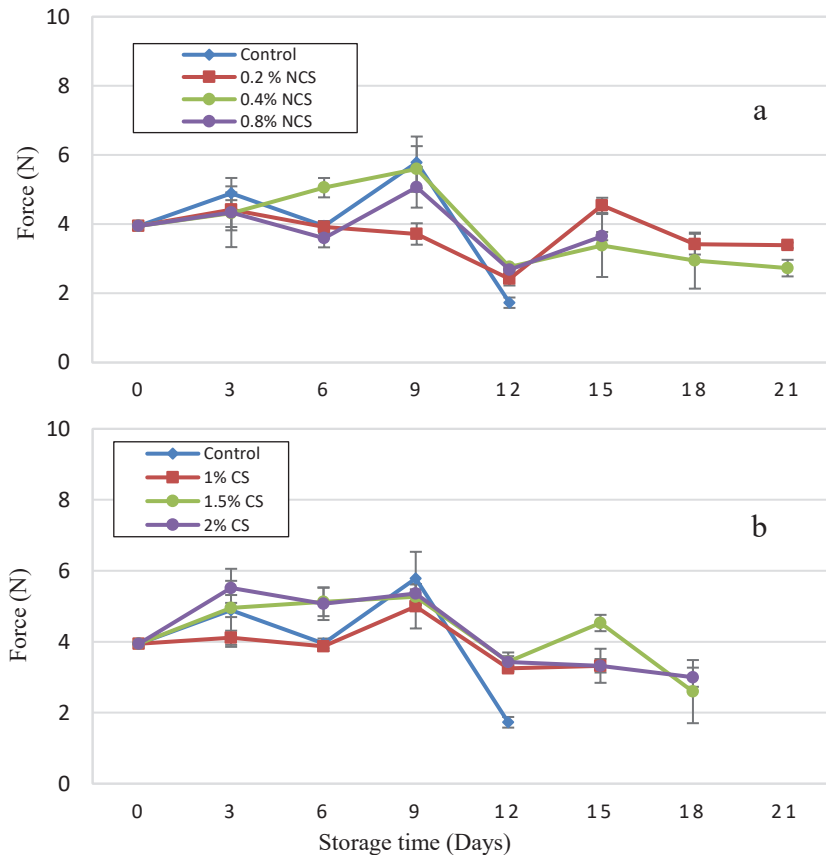 10
8
6
4
2
0
Force (N)
Control
0.2 % NCS
0.4% NCS
0.8% NCS
a
0 3 6 9 12 15 18 21
10
8
6
4
2
0
Force (N)
Control
1% CS
1.5% CS
2% CS
b
0 3 6 9 12 15 18 21
Storage time (Days)